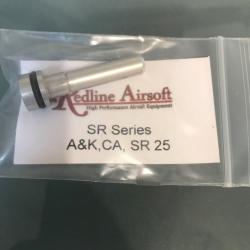 Redline Airsoft
High Performance Airsoft Equipment
SR Series
A&K,CA, SR 25